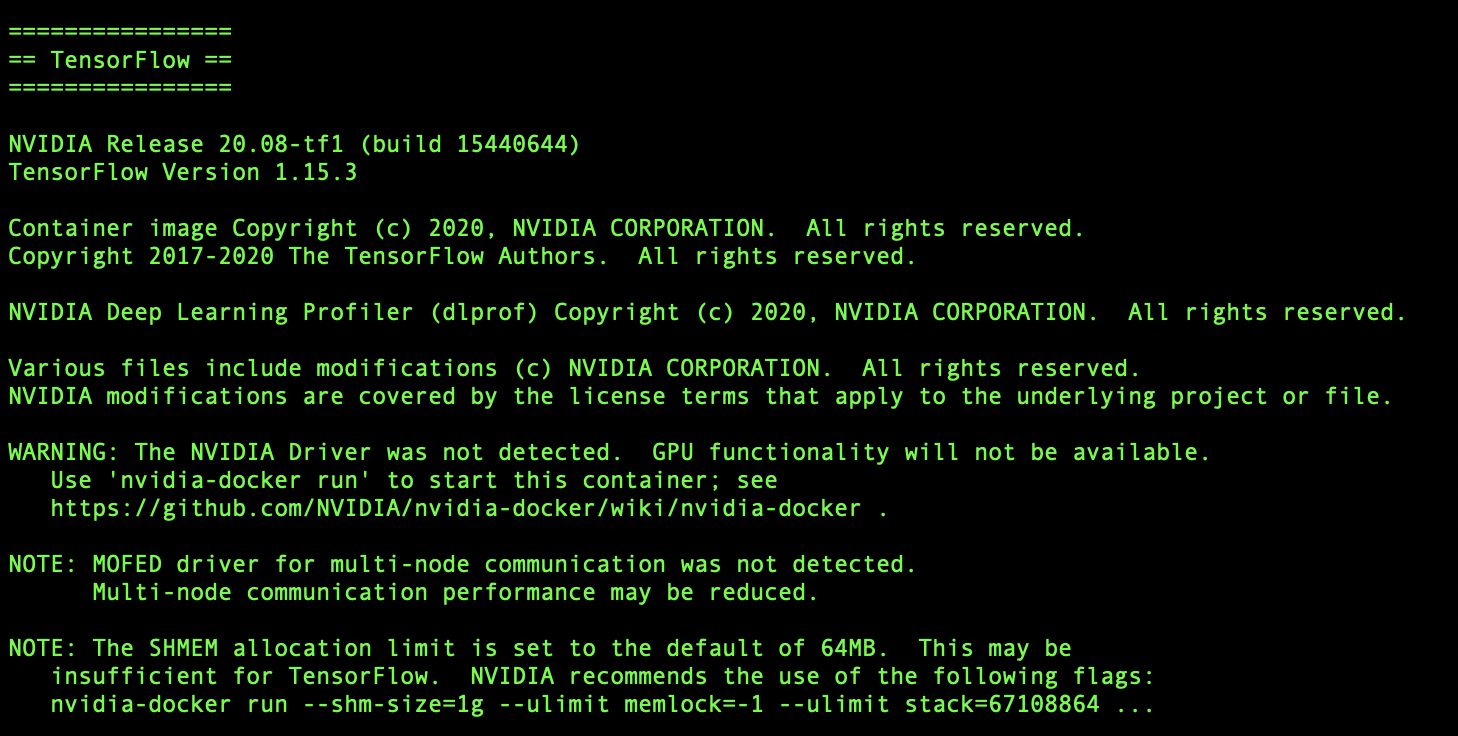 ================
== TensorFlow ==
================
NVIDIA Release 20.08-tf1 (build 15440644)
TensorFlow Version 1.15.3
Container image Copyright (c) 2020, NVIDIA CORPORATION.  All rights reserved.
Copyright 2017-2020 The TensorFlow Authors.  All rights reserved.
NVIDIA Deep Learning Profiler (dlprof) Copyright (c) 2020, NVIDIA CORPORATION.  All rights reserved.
Various files include modifications (c) NVIDIA CORPORATION.  All rights reserved.
NVIDIA modifications are covered by the license terms that apply to the underlying project or file.
WARNING: The NVIDIA Driver was not detected.  GPU functionality will not be available.
   Use 'nvidia-docker run' to start this container; see
   https://github.com/NVIDIA/nvidia-docker/wiki/nvidia-docker .
NOTE: MOFED driver for multi-node communication was not detected.
      Multi-node communication performance may be reduced.
NOTE: The SHMEM allocation limit is set to the default of 64MB.  This may be
   insufficient for TensorFlow.  NVIDIA recommends the use of the following flags:
   nvidia-docker run --shm-size=1g --ulimit memlock=-1 --ulimit stack=67108864 ...